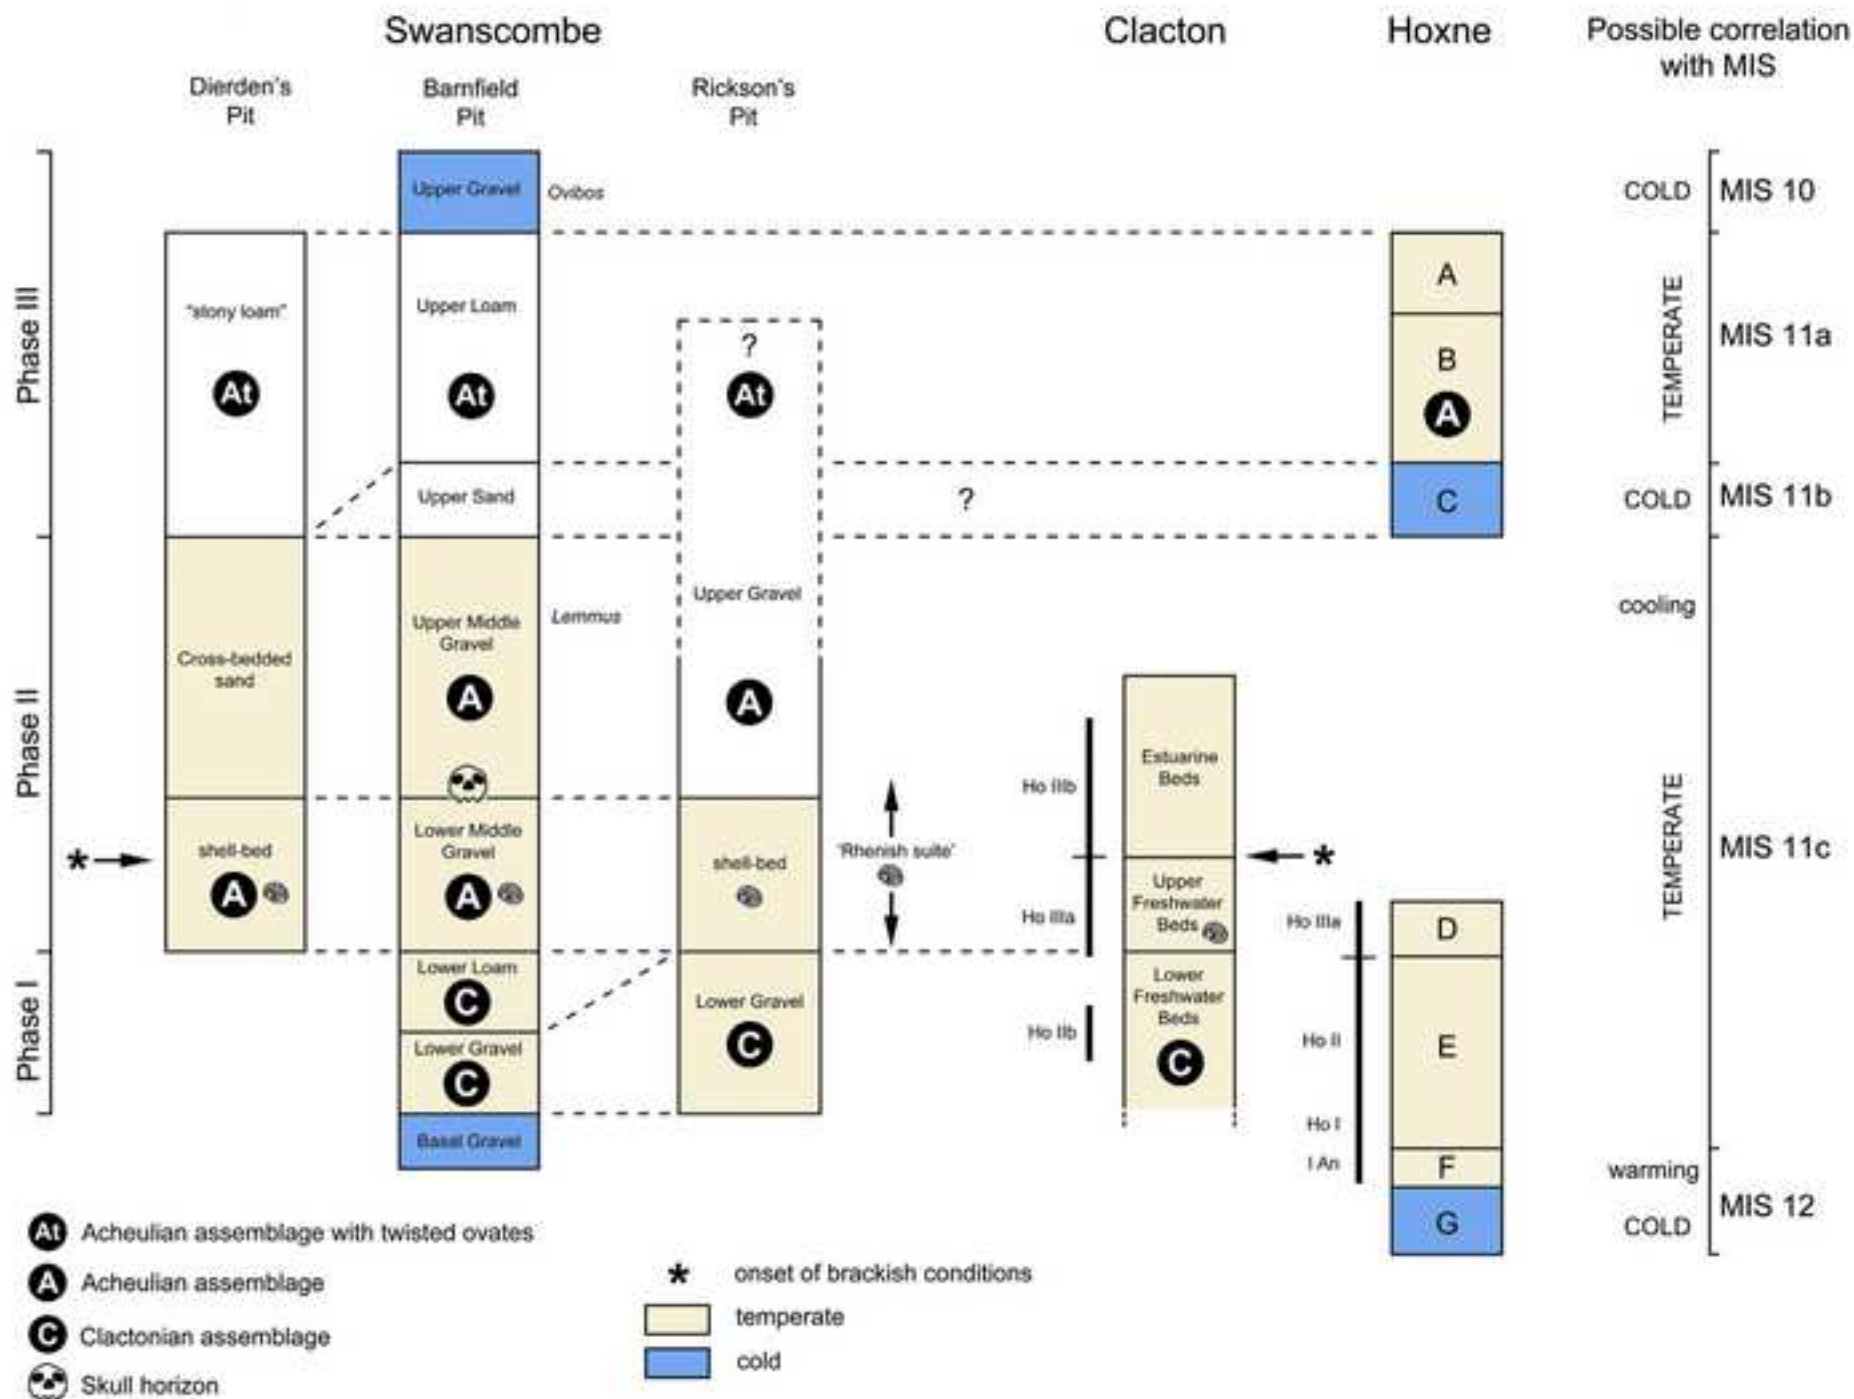 Swanscombe
Clacton
Hoxne
Possible correlation
with MIS
Dierden's
Pit
Barnfield
Pit
Rickson's
Pit
Phase III
Phase II
Phase I
"stony loam"
At
Cross-bedded
sand
shell-bed
A
*
Upper Gravel
Ovibos
Upper Loam
At
Upper Sand
Upper Middle
Gravel
Lemmus
A
Lower Middle
Gravel
A
Lower Loam
C
Lower Gravel
C
Basal Gravel
?
At
Upper Gravel
A
shell-bed
Lower Gravel
C
'Rhenish suite'
?
Ho IIIb
Ho IIIa
Ho IIb
Estuarine
Beds
Upper
Freshwater
Beds
Lower
Freshwater
Beds
C
*
Ho IIIa
Ho II
Ho I
l An
A
B
A
C
D
E
F
G
COLD
TEMPERATE
COLD
cooling
TEMPERATE
warming
COLD
MIS 10
MIS 11a
MIS 11b
MIS 11c
MIS 12
At Acheulian assemblage with twisted ovates
A Acheulian assemblage
C Clactonian assemblage
Skull horizon
* onset of brackish conditions
temperate
cold